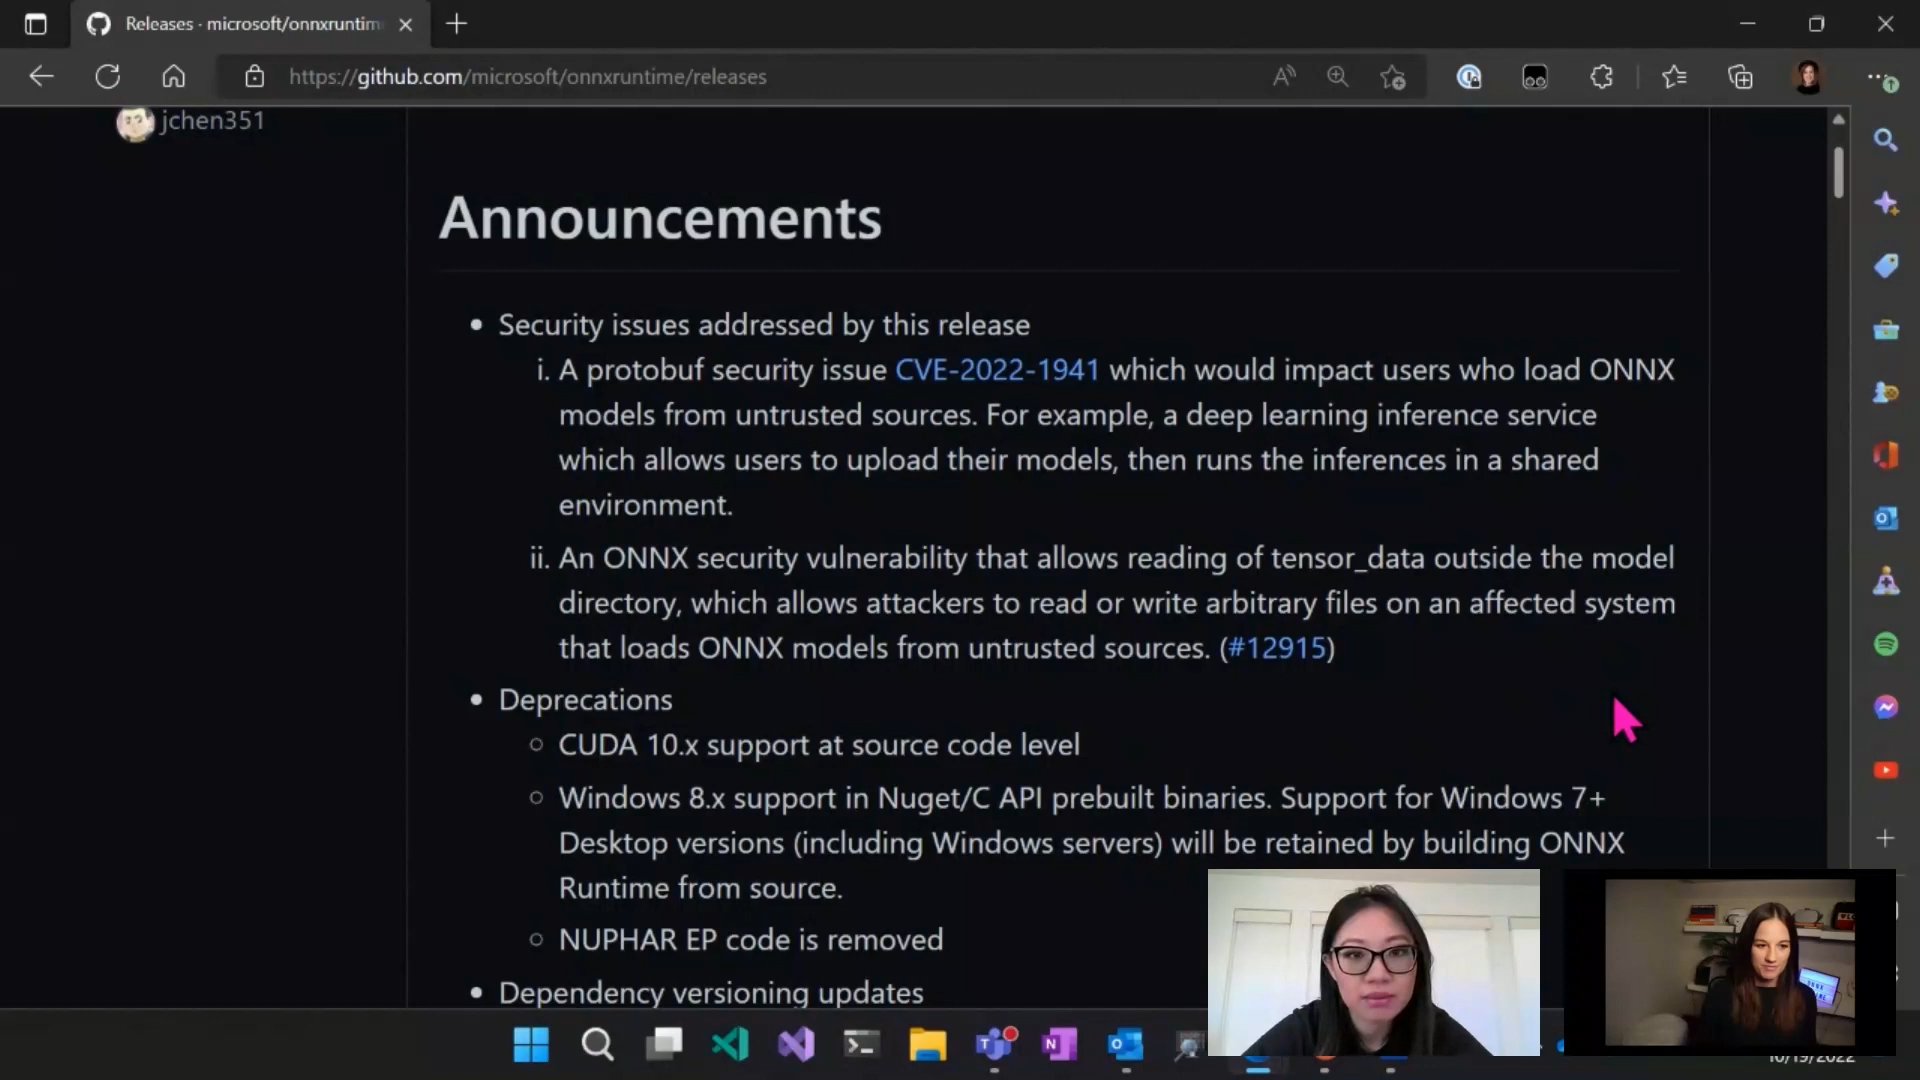 Releases · microsoft/onnxruntim
https://github.com/microsoft/onnxruntime/releases
jchen351
Announcements
• Security issues addressed by this release
i. A protobuf security issue CVE-2022-1941 which would impact users who load ONNX
models from untrusted sources. For example, a deep learning inference service
which allows users to upload their models, then runs the inferences in a shared
environment.
ii. An ONNX security vulnerability that allows reading of tensor_data outside the model
directory, which allows attackers to read or write arbitrary files on an affected system
that loads ONNX models from untrusted sources. (#12915)
• Deprecations
○ CUDA 10.x support at source code level
○ Windows 8.x support in Nuget/C API prebuilt binaries. Support for Windows 7+
Desktop versions (including Windows servers) will be retained by building ONNX
Runtime from source.
○ NUPHAR EP code is removed
• Dependency versioning updates
10/19/2022